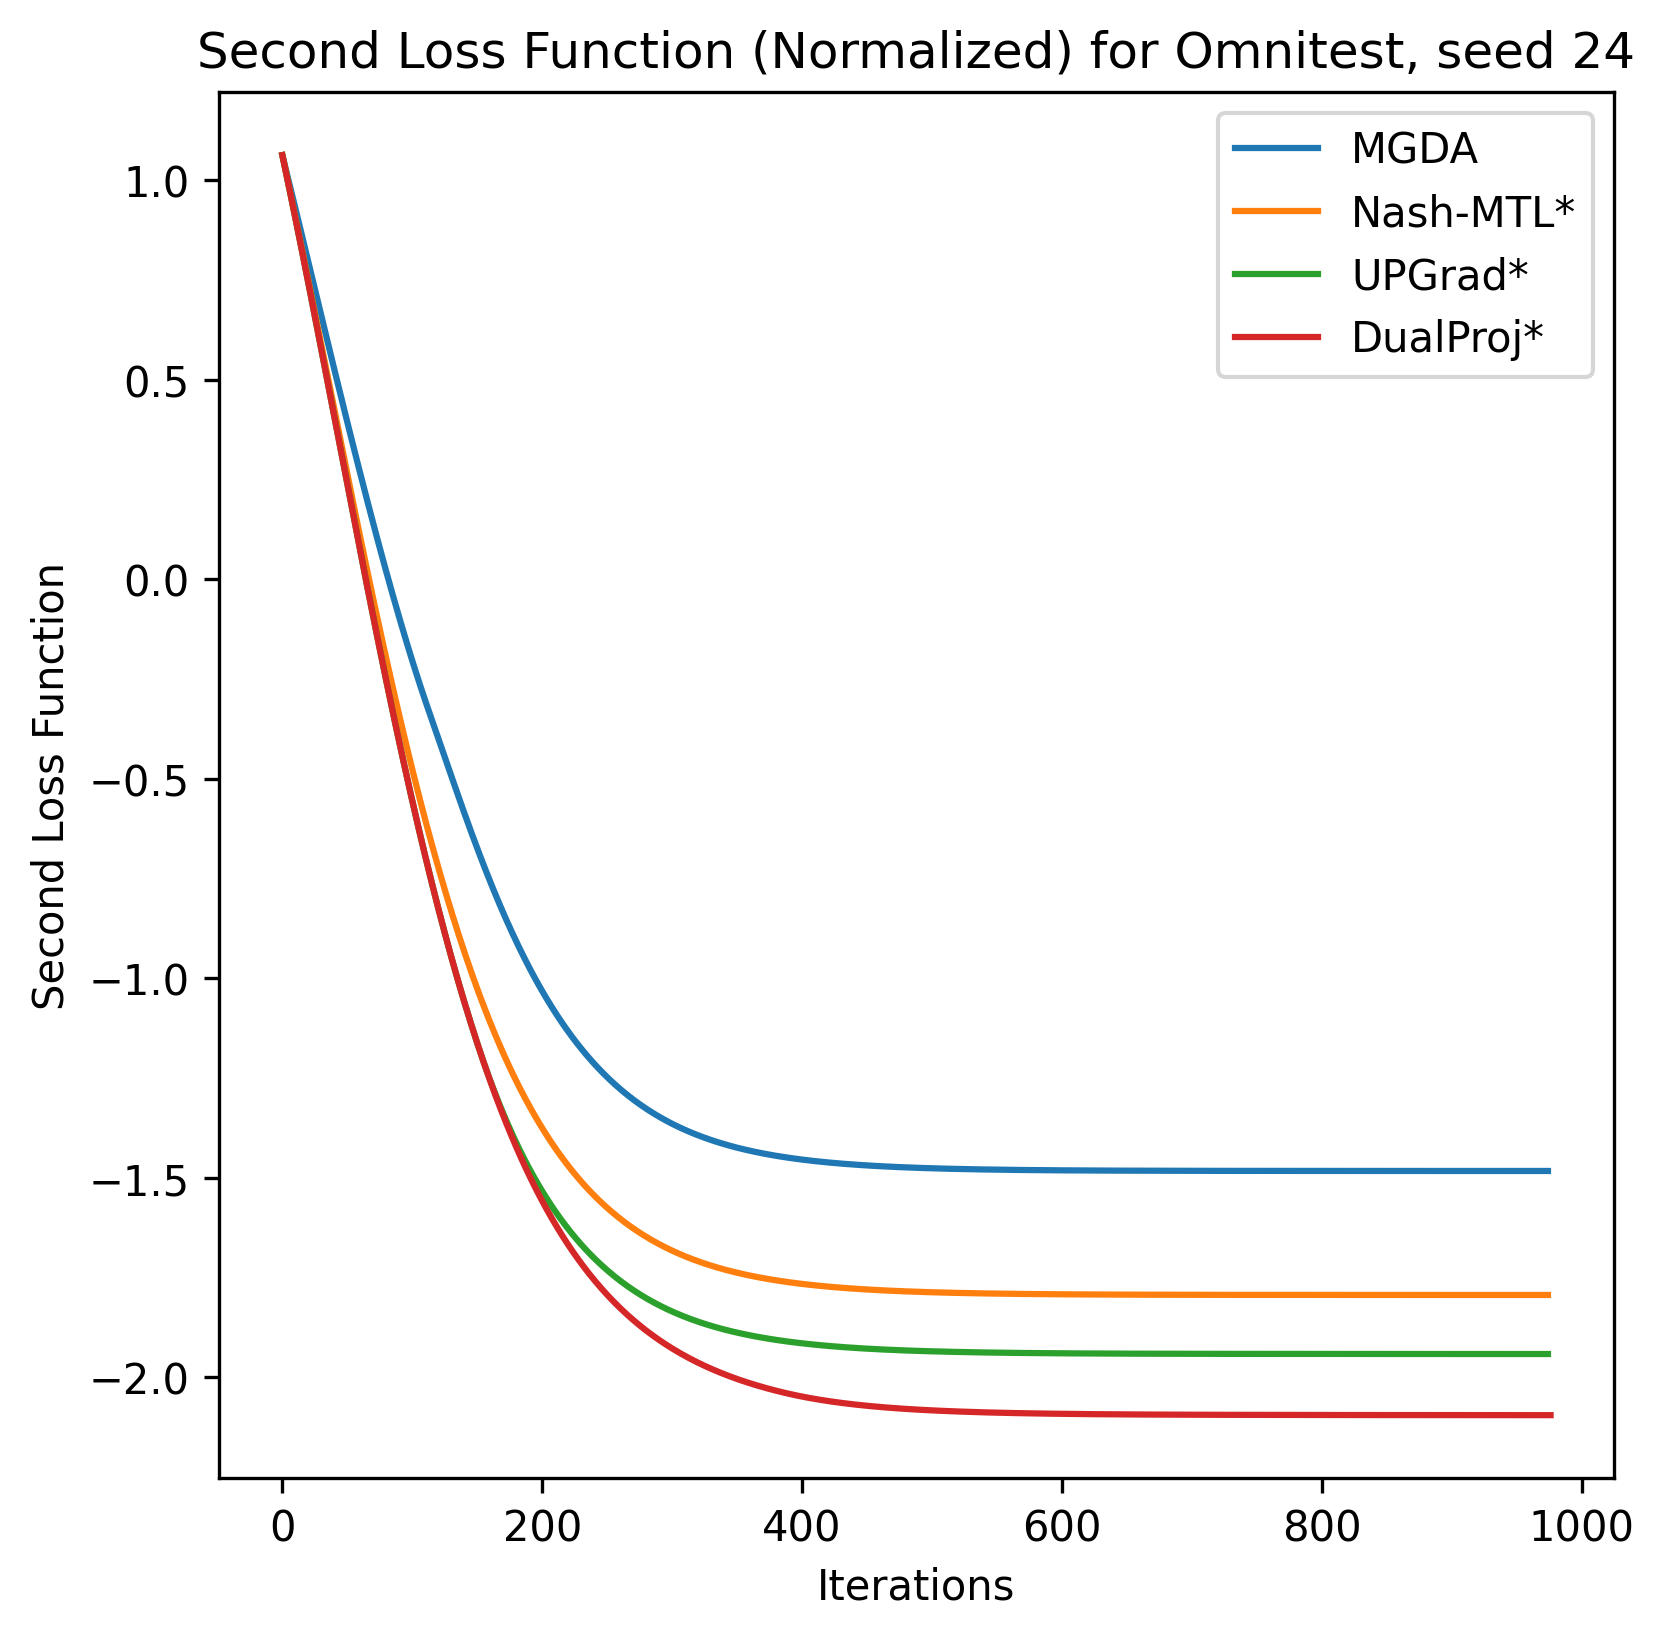 Second Loss Function (Normalized) for Omnitest, seed 24
MGDA
Nash-MTL*
UPGrad*
DualProj*
1.0
0.5
0.0
−0.5
−1.0
−1.5
−2.0
Second Loss Function
0 200 400 600 800 1000
Iterations